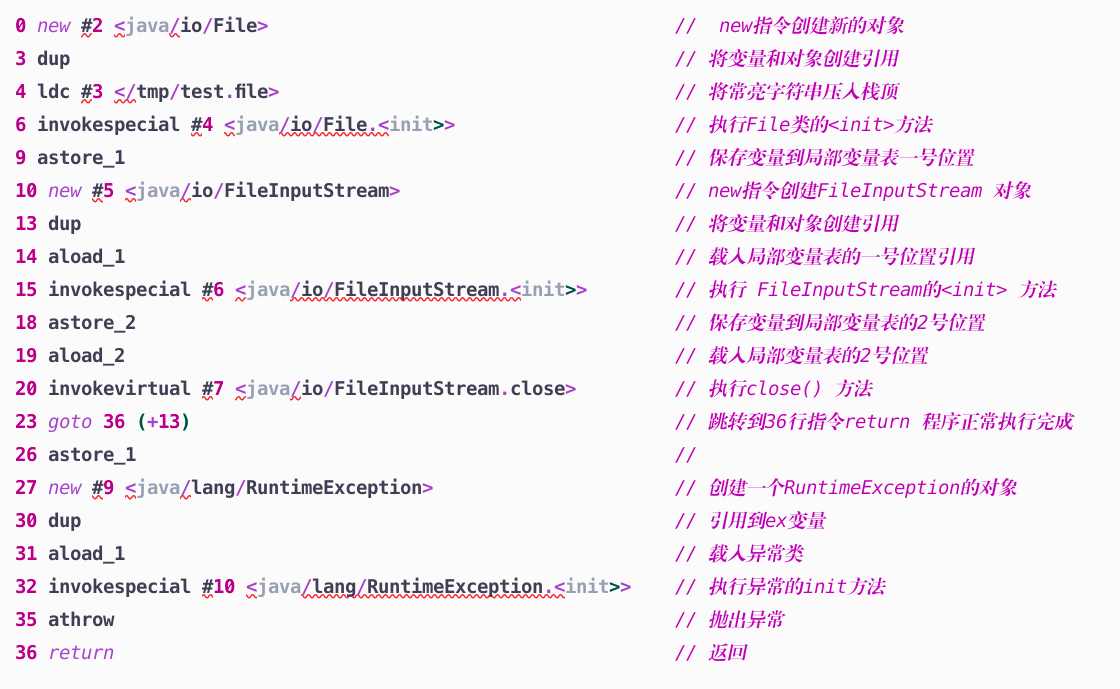 0 new #2 <java/io/File> //  new指令创建新的对象
3 dup // 将变量和对象创建引用
4 ldc #3 </tmp/test.file> // 将常亮字符串压入栈顶
6 invokespecial #4 <java/io/File.<init>> // 执行File类的<init>方法
9 astore_1 // 保存变量到局部变量表一号位置
10 new #5 <java/io/FileInputStream> // new指令创建FileInputStream 对象
13 dup // 将变量和对象创建引用
14 aload_1 // 载入局部变量表的一号位置引用
15 invokespecial #6 <java/io/FileInputStream.<init>> // 执行 FileInputStream的<init> 方法
18 astore_2 // 保存变量到局部变量表的2号位置
19 aload_2 // 载入局部变量表的2号位置
20 invokevirtual #7 <java/io/FileInputStream.close> // 执行close() 方法
23 goto 36 (+13) // 跳转到36行指令return 程序正常执行完成
26 astore_1 //
27 new #9 <java/lang/RuntimeException> // 创建一个RuntimeException的对象
30 dup // 引用到ex变量
31 aload_1 // 载入异常类
32 invokespecial #10 <java/lang/RuntimeException.<init>> // 执行异常的init方法
35 athrow // 抛出异常
36 return // 返回